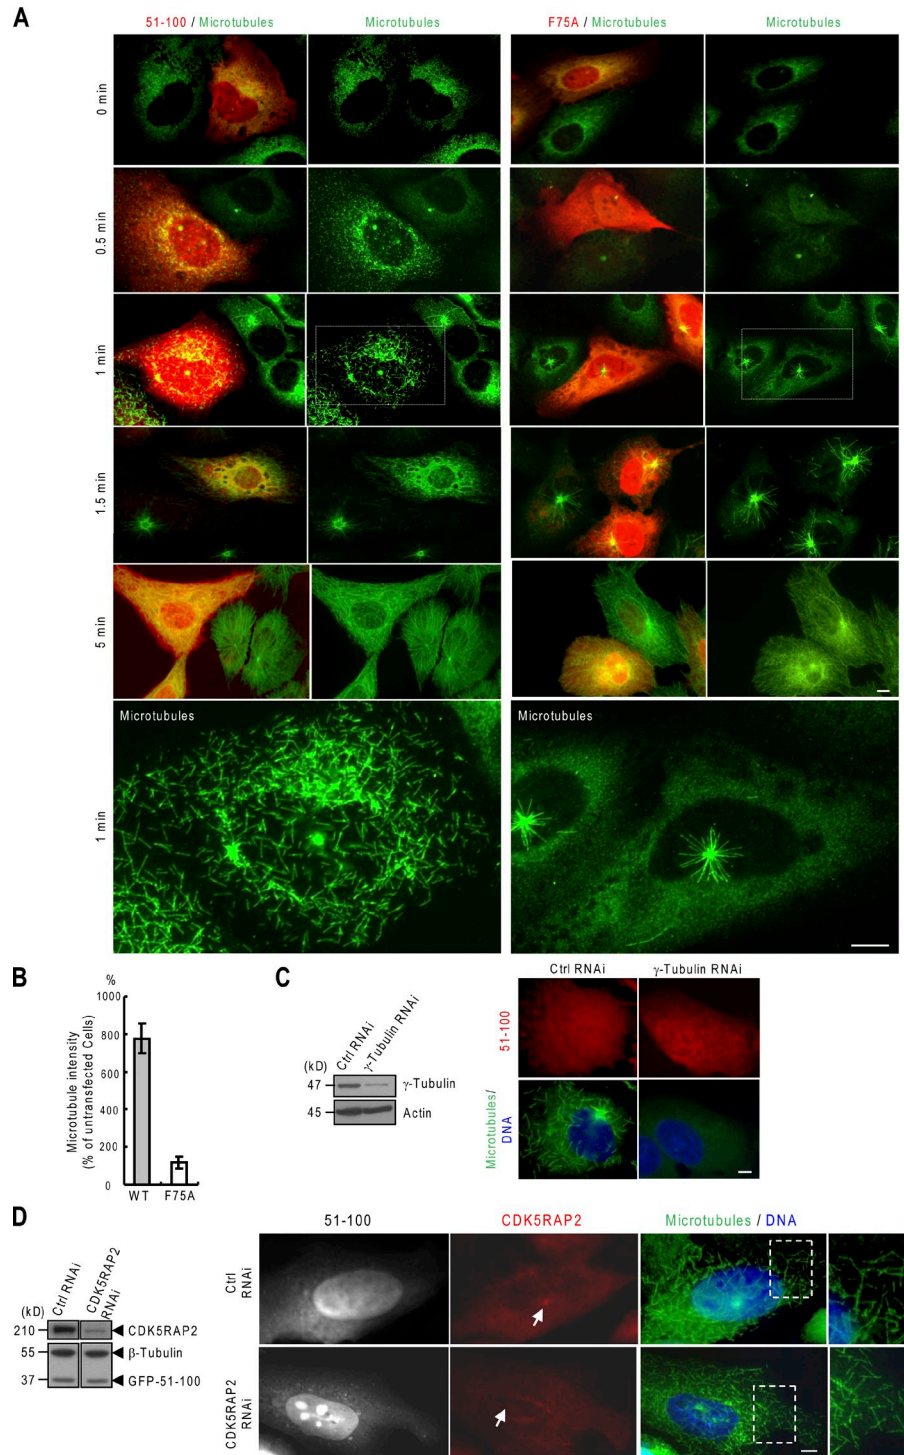 A
51-100 / Microtubules
Microtubules
F75A / Microtubules
Microtubules
0 min
0.5 min
1 min
1.5 min
5 min
1 min
Microtubules
Microtubules
B
%
1000
800
600
400
200
0
Microtubule intensity
(% of untransfected Cells)
WT
F75A
C
Ctrl RNAi
γ-Tubulin RNAi
(kD)
47
γ-Tubulin
45
Actin
Ctrl RNAi
γ-Tubulin RNAi
51-100
Microtubules/
DNA
D
Ctrl RNAi
CDK5RAP2
RNAi
(kD)
210
CDK5RAP2
55
β-Tubulin
37
GFP-51-100
51-100
CDK5RAP2
Microtubules / DNA
Ctrl
RNAi
CDK5RAP2
RNAi